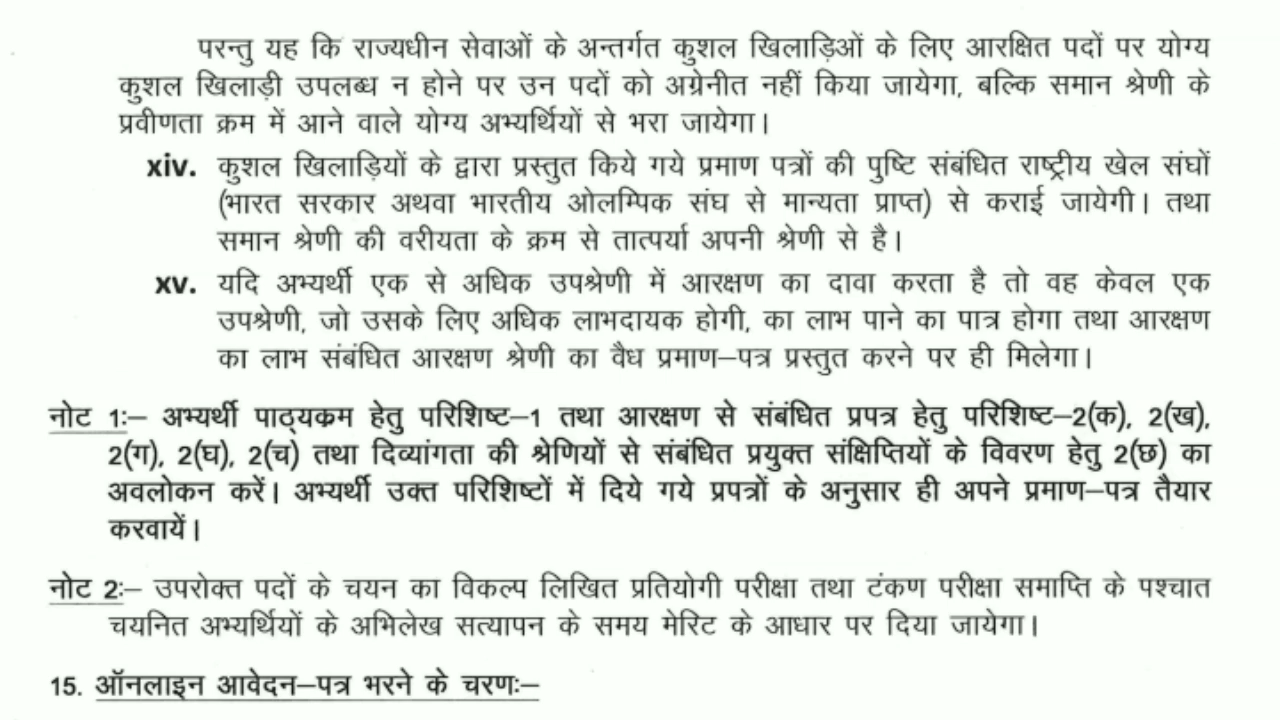 परन्तु यह कि राज्यधीन सेवाओं के अन्तर्गत कुशल खिलाड़िओं के लिए आरक्षित पदों पर योग्य
कुशल खिलाड़ी उपलब्ध न होने पर उन पदों को अग्रेनीत नहीं किया जायेगा, बल्कि समान श्रेणी के
प्रवीणता क्रम में आने वाले योग्य अभ्यर्थियों से भरा जायेगा।
xiv. कुशल खिलाड़ियों के द्वारा प्रस्तुत किये गये प्रमाण पत्रों की पुष्टि संबंधित राष्ट्रीय खेल संघों
(भारत सरकार अथवा भारतीय ओलम्पिक संघ से मान्यता प्राप्त) से कराई जायेगी। तथा
समान श्रेणी की वरीयता के क्रम से तात्पर्या अपनी श्रेणी से है।
xv. यदि अभ्यर्थी एक से अधिक उपश्रेणी में आरक्षण का दावा करता है तो वह केवल एक
उपश्रेणी, जो उसके लिए अधिक लाभदायक होगी, का लाभ पाने का पात्र होगा तथा आरक्षण
का लाभ संबंधित आरक्षण श्रेणी का वैध प्रमाण–पत्र प्रस्तुत करने पर ही मिलेगा।
नोट 1ः– अभ्यर्थी पाठ्यक्रम हेतु परिशिष्ट–1 तथा आरक्षण से संबंधित प्रपत्र हेतु परिशिष्ट–2(क), 2(ख),
2(ग), 2(घ), 2(च) तथा दिव्यांगता की श्रेणियों से संबंधित प्रयुक्त संक्षिप्तियों के विवरण हेतु 2(छ) का
अवलोकन करें। अभ्यर्थी उक्त परिशिष्टों में दिये गये प्रपत्रों के अनुसार ही अपने प्रमाण–पत्र तैयार
करवायें।
नोट 2ः– उपरोक्त पदों के चयन का विकल्प लिखित प्रतियोगी परीक्षा तथा टंकण परीक्षा समाप्ति के पश्चात
चयनित अभ्यर्थियों के अभिलेख सत्यापन के समय मेरिट के आधार पर दिया जायेगा।
15. ऑनलाइन आवेदन–पत्र भरने के चरणः–